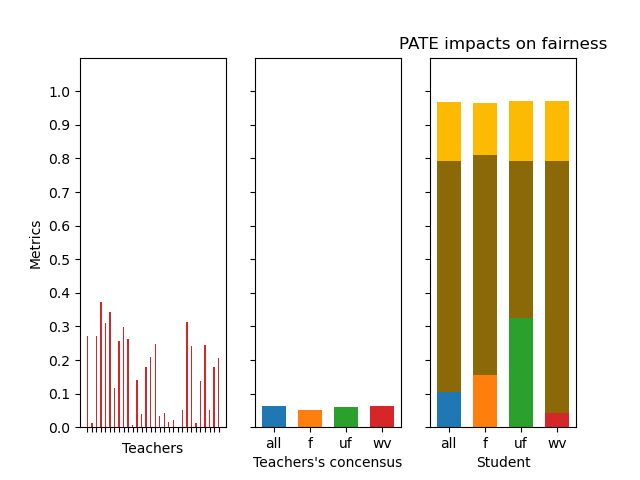 PATE impacts on fairness
1.0
0.9
0.8
0.7
0.6
0.5
0.4
0.3
0.2
0.1
0.0
Metrics
Teachers
all f uf wv
Teachers's concensus
all f uf wv
Student